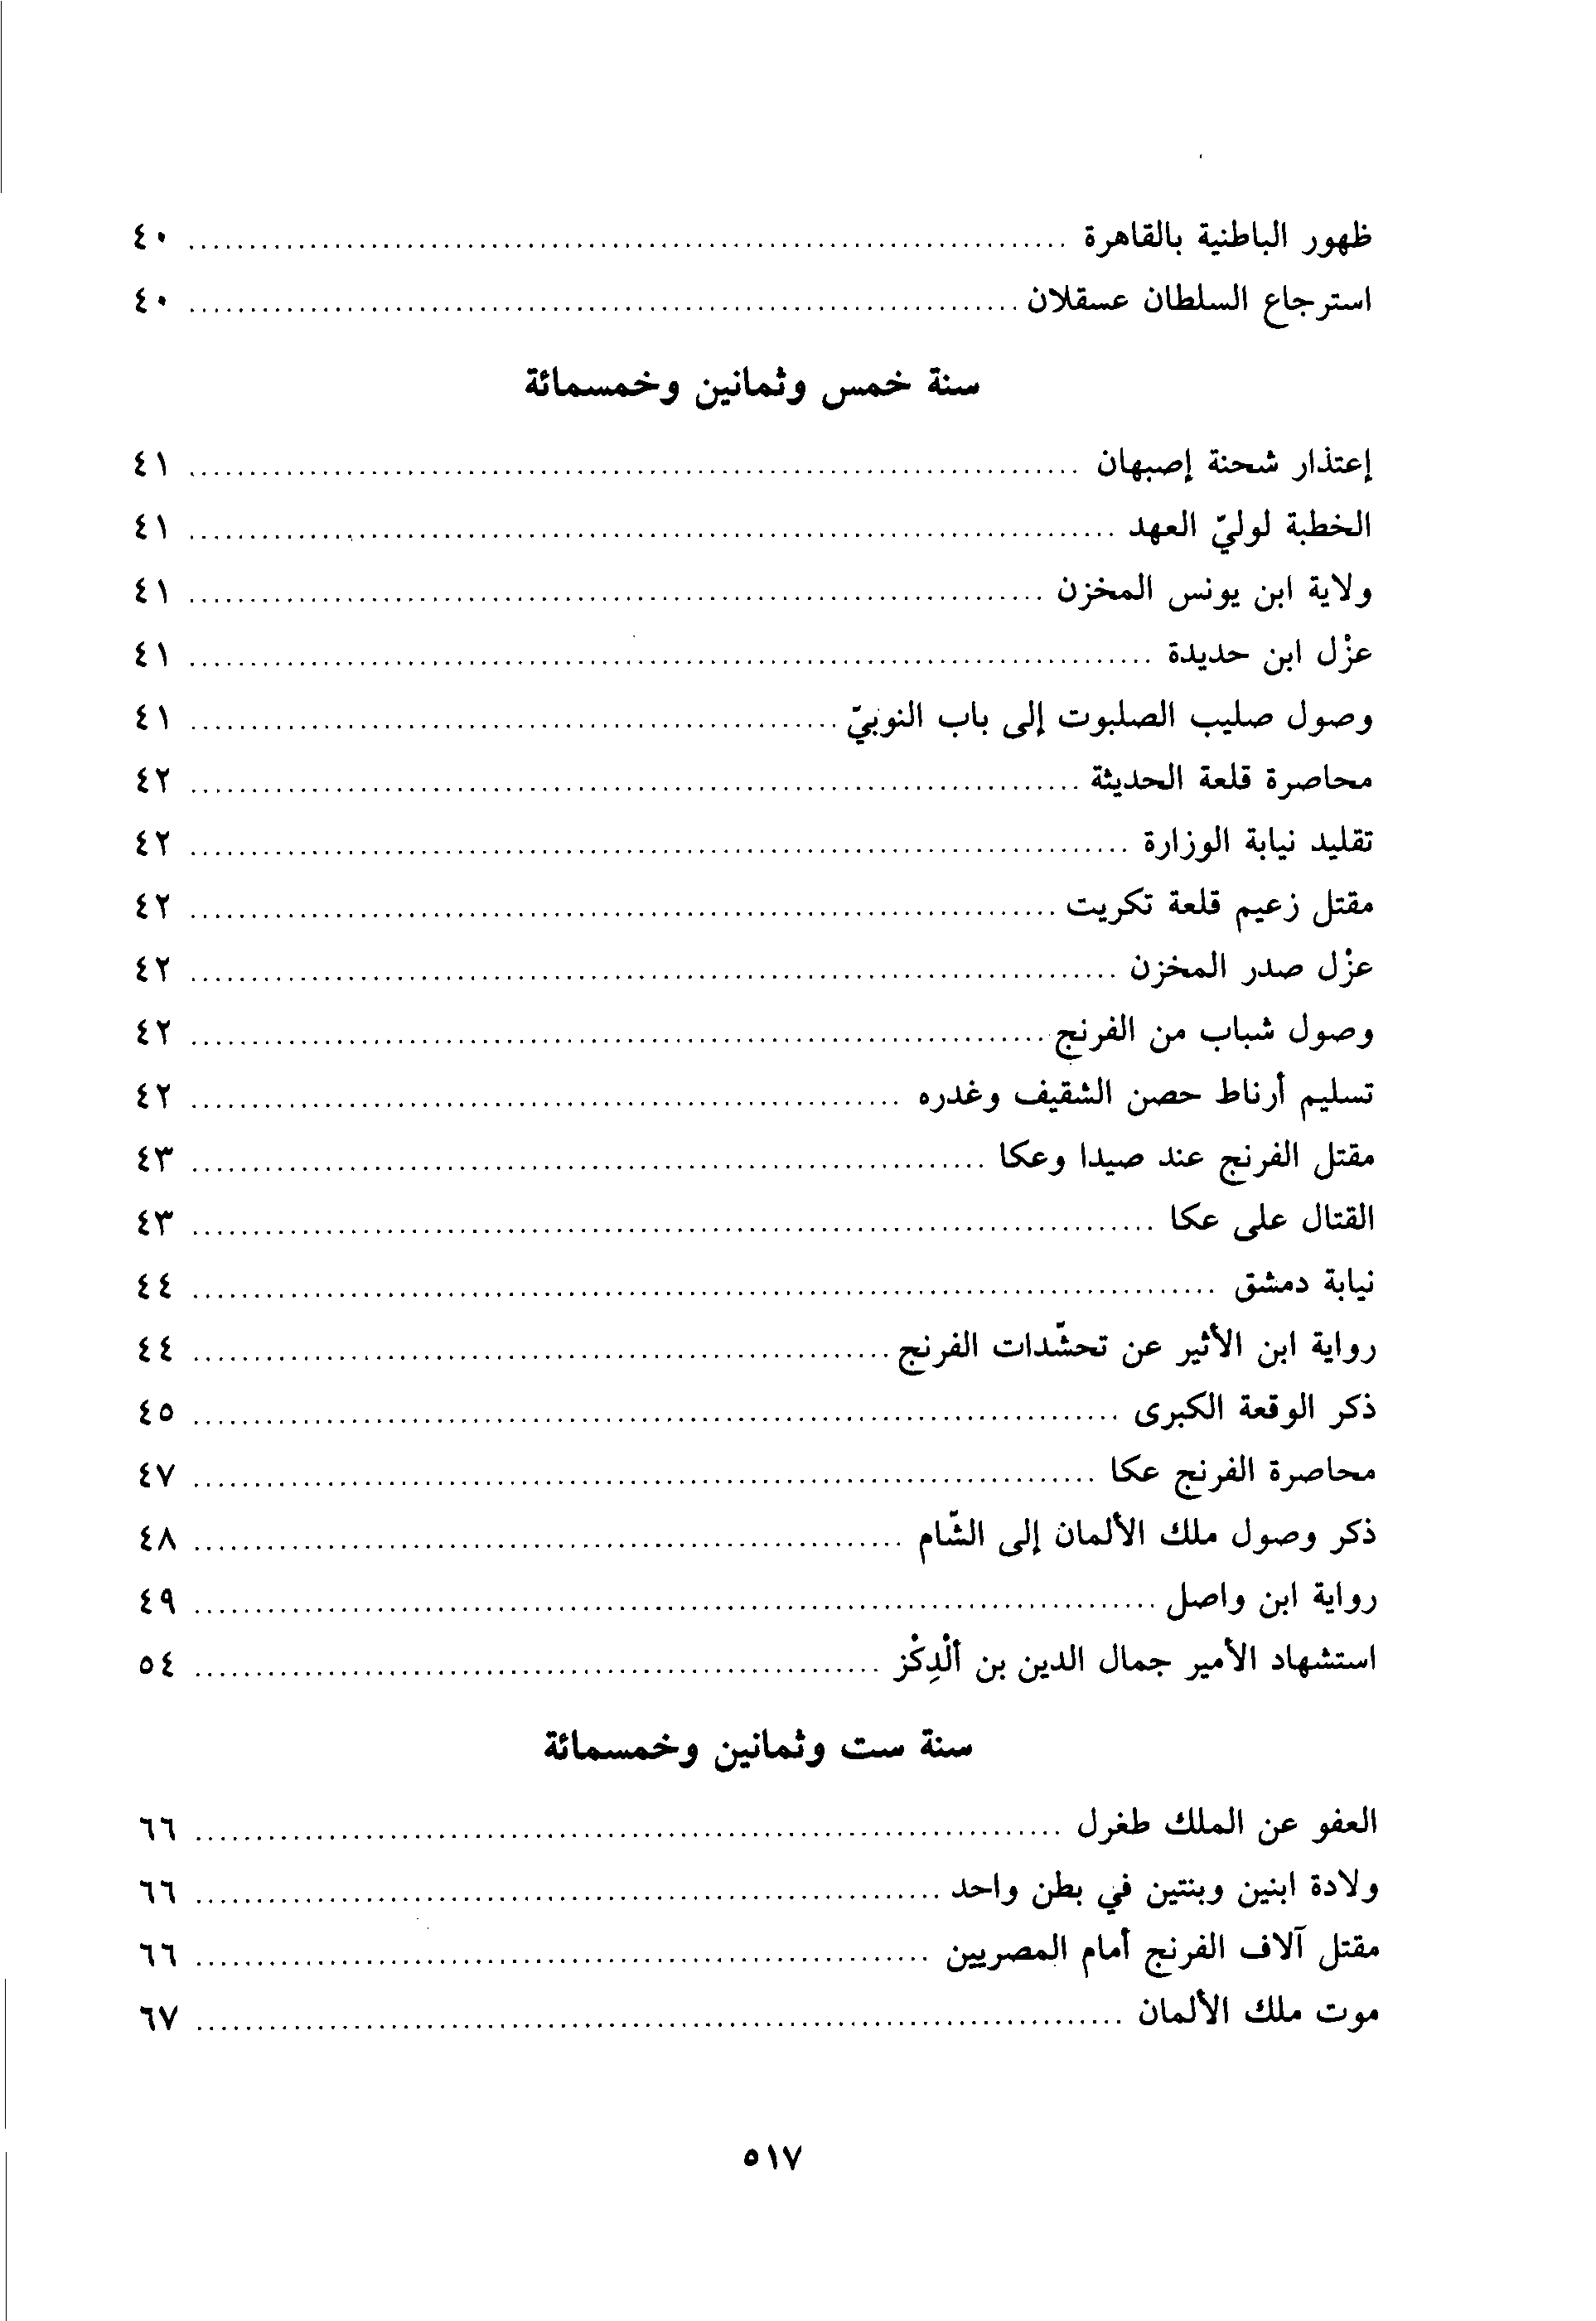 ظهور الباطنية بالقاهرة ........ ٤٠
استرجاع السلطان عسقلان ........ ٤٠
سنة خمس وثمانين وخمسمائة
إعتذار شحنة إصبهان ........ ٤١
الخطبة لوليّ العهد ........ ٤١
ولاية ابن يونس المخزن ........ ٤١
عزْل ابن حديدة ........ ٤١
وصول صليب الصلبوت إلى باب النوبيّ ........ ٤١
محاصرة قلعة الحديثة ........ ٤٢
تقليد نيابة الوزارة ........ ٤٢
مقتل زعيم قلعة تكريت ........ ٤٢
عزْل صدر المخزن ........ ٤٢
وصول شباب من الفرنج ........ ٤٢
تسليم أرناط حصن الشقيف وغدره ........ ٤٢
مقتل الفرنج عند صيدا وعكا ........ ٤٣
القتال على عكا ........ ٤٣
نيابة دمشق ........ ٤٤
رواية ابن الأثير عن تحشّدات الفرنج ........ ٤٤
ذكر الوقعة الكبرى ........ ٤٥
محاصرة الفرنج عكا ........ ٤٧
ذكر وصول ملك الألمان إلى الشّام ........ ٤٨
رواية ابن واصل ........ ٤٩
استشهاد الأمير جمال الدين بن ألْدِكْز ........ ٥٤
سنة ست وثمانين وخمسمائة
العفو عن الملك طغرل ........ ٦٦
ولادة ابنين وبنتين في بطن واحد ........ ٦٦
مقتل آلاف الفرنج أمام المصريين ........ ٦٦
موت ملك الألمان ........ ٦٧
٥١٧